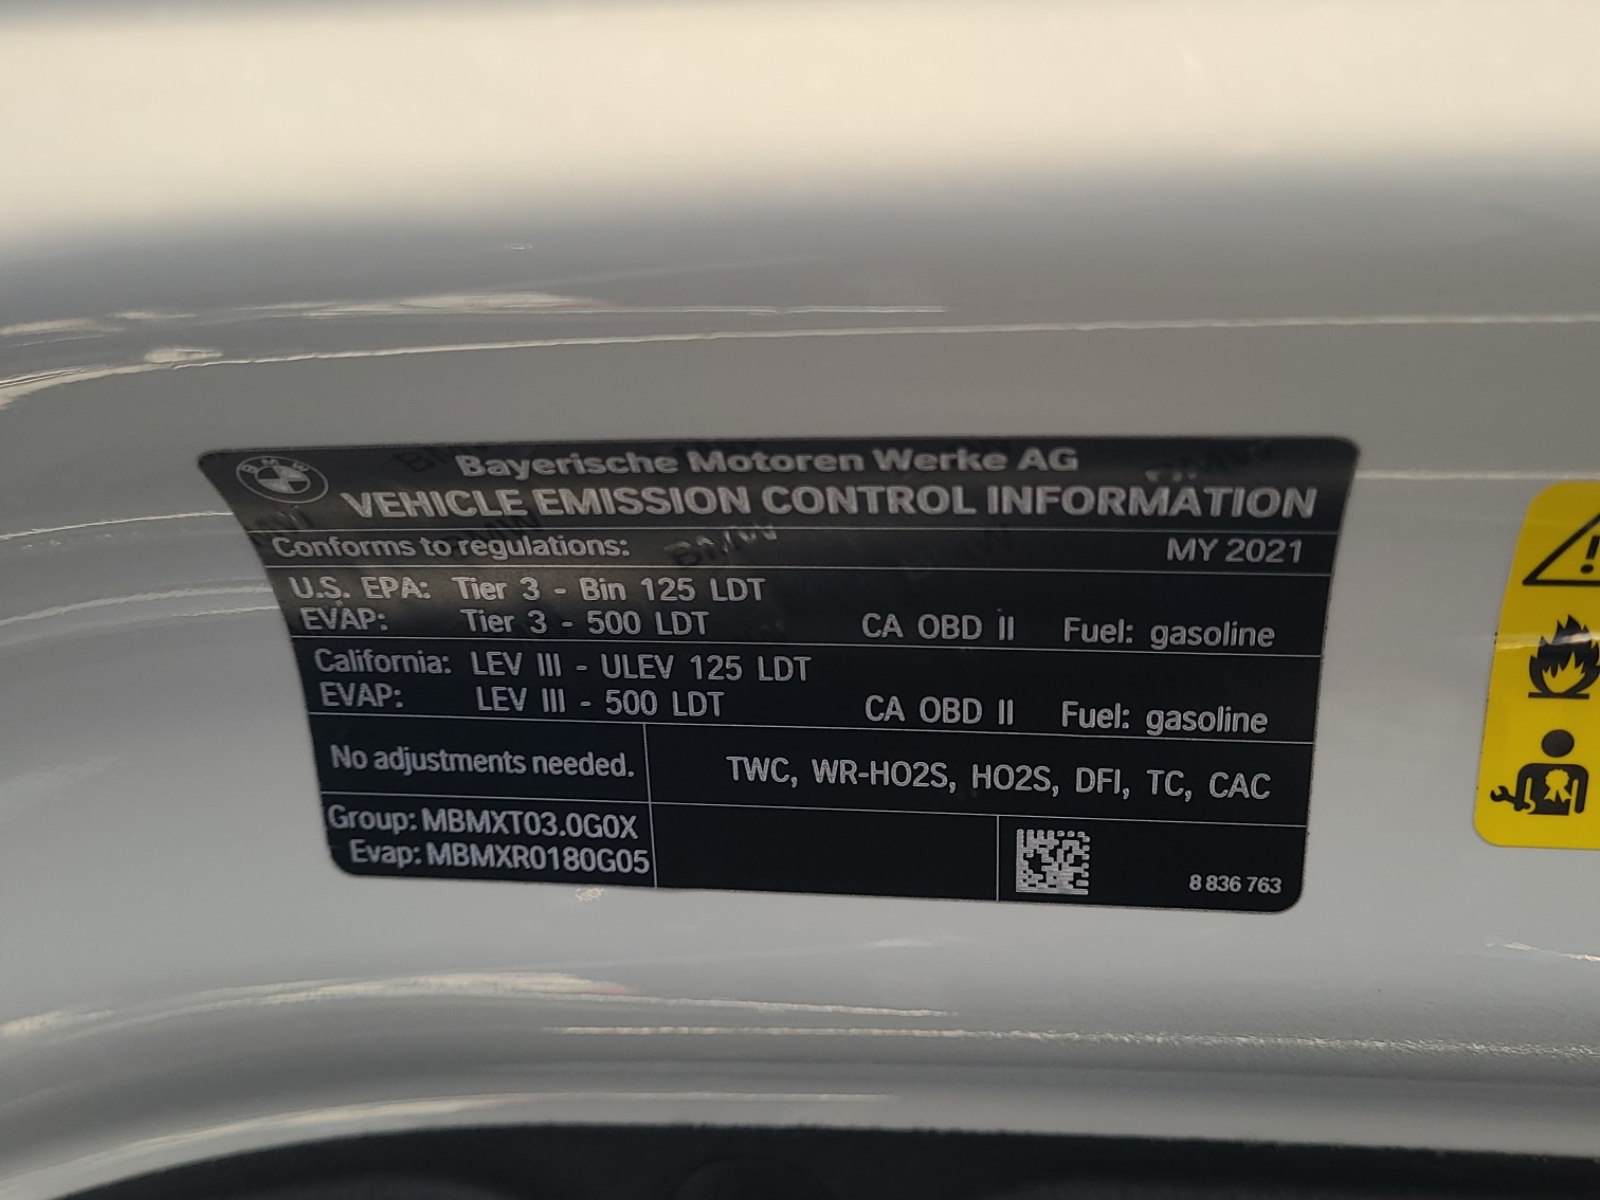 BMW
Bayerische Motoren Werke AG
VEHICLE EMISSION CONTROL INFORMATION
Conforms to regulations: MY 2021
U.S. EPA: Tier 3 - Bin 125 LDT
EVAP: Tier 3 - 500 LDT CA OBD II Fuel: gasoline
California: LEV III - ULEV 125 LDT
EVAP: LEV III - 500 LDT CA OBD II Fuel: gasoline
No adjustments needed. TWC, WR-HO2S, HO2S, DFI, TC, CAC
Group: MBMXT03.0G0X
Evap: MBMXR0180G05
8 836 763